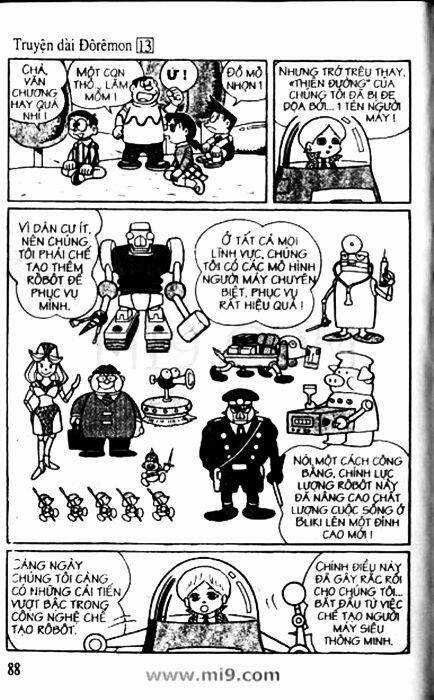 Truyện dài Đôrêmon 13
CHÀ,
VĂN
CHƯƠNG
HAY QUÁ
NHỈ!
MỘT CON
THỎ... LẮM
MỒM!
Ừ!
ĐỒ MỎ
NHỌN!
NHƯNG TRỚ TRÊU THAY,
«THIÊN ĐƯỜNG» CỦA
CHÚNG TÔI ĐÃ BỊ ĐE
DỌA BỞI... 1 TÊN NGƯỜI
MÁY!
VÌ DÂN CƯ ÍT,
NÊN CHÚNG
TÔI PHẢI CHẾ
TẠO THÊM
RÔBỐT ĐỂ
PHỤC VỤ
MÌNH.
Ở TẤT CẢ MỌI
LĨNH VỰC, CHÚNG
TÔI CÓ CÁC MÔ HÌNH
NGƯỜI MÁY CHUYÊN
BIỆT, PHỤC VỤ
RẤT HIỆU QUẢ!
Mi9.COM
NÓI MỘT CÁCH CÔNG
BẰNG, CHÍNH LỰC
LƯỢNG RÔBỐT NÀY
ĐÃ NÂNG CAO CHẤT
LƯỢNG CUỘC SỐNG Ở
BLIKI LÊN MỘT ĐỈNH
CAO MỚI!
CÀNG NGÀY
CHÚNG TÔI CÀNG
CÓ NHỮNG CẢI TIẾN
VƯỢT BẬC TRONG
CÔNG NGHỆ CHẾ
TẠO RÔBỐT.
CHÍNH ĐIỀU NÀY
ĐÃ GÂY RẮC RỐI
CHO CHÚNG TÔI...
BẮT ĐẦU TỪ VIỆC
CHẾ TẠO NGƯỜI
MÁY SIÊU
THÔNG MINH.
88
www.mi9.com